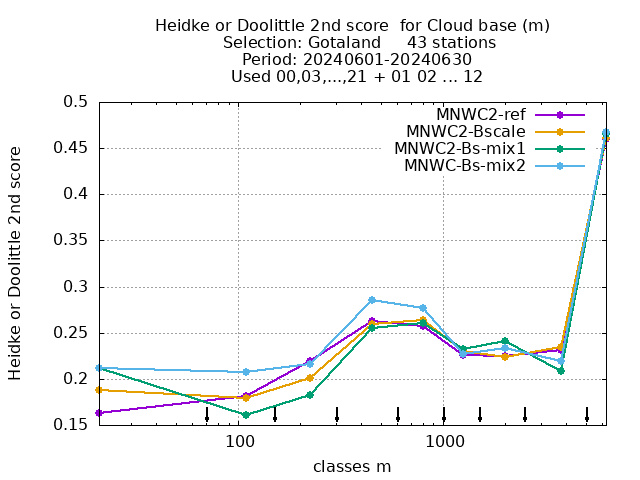 Heidke or Doolittle 2nd score  for Cloud base (m)
Selection: Gotaland     43 stations
Period: 20240601-20240630
Used 00,03,...,21 + 01 02 ... 12
MNWC2-ref
MNWC2-Bscale
MNWC2-Bs-mix1
MNWC-Bs-mix2
Heidke or Doolittle 2nd score
0.5
0.45
0.4
0.35
0.3
0.25
0.2
0.15
100
1000
classes m